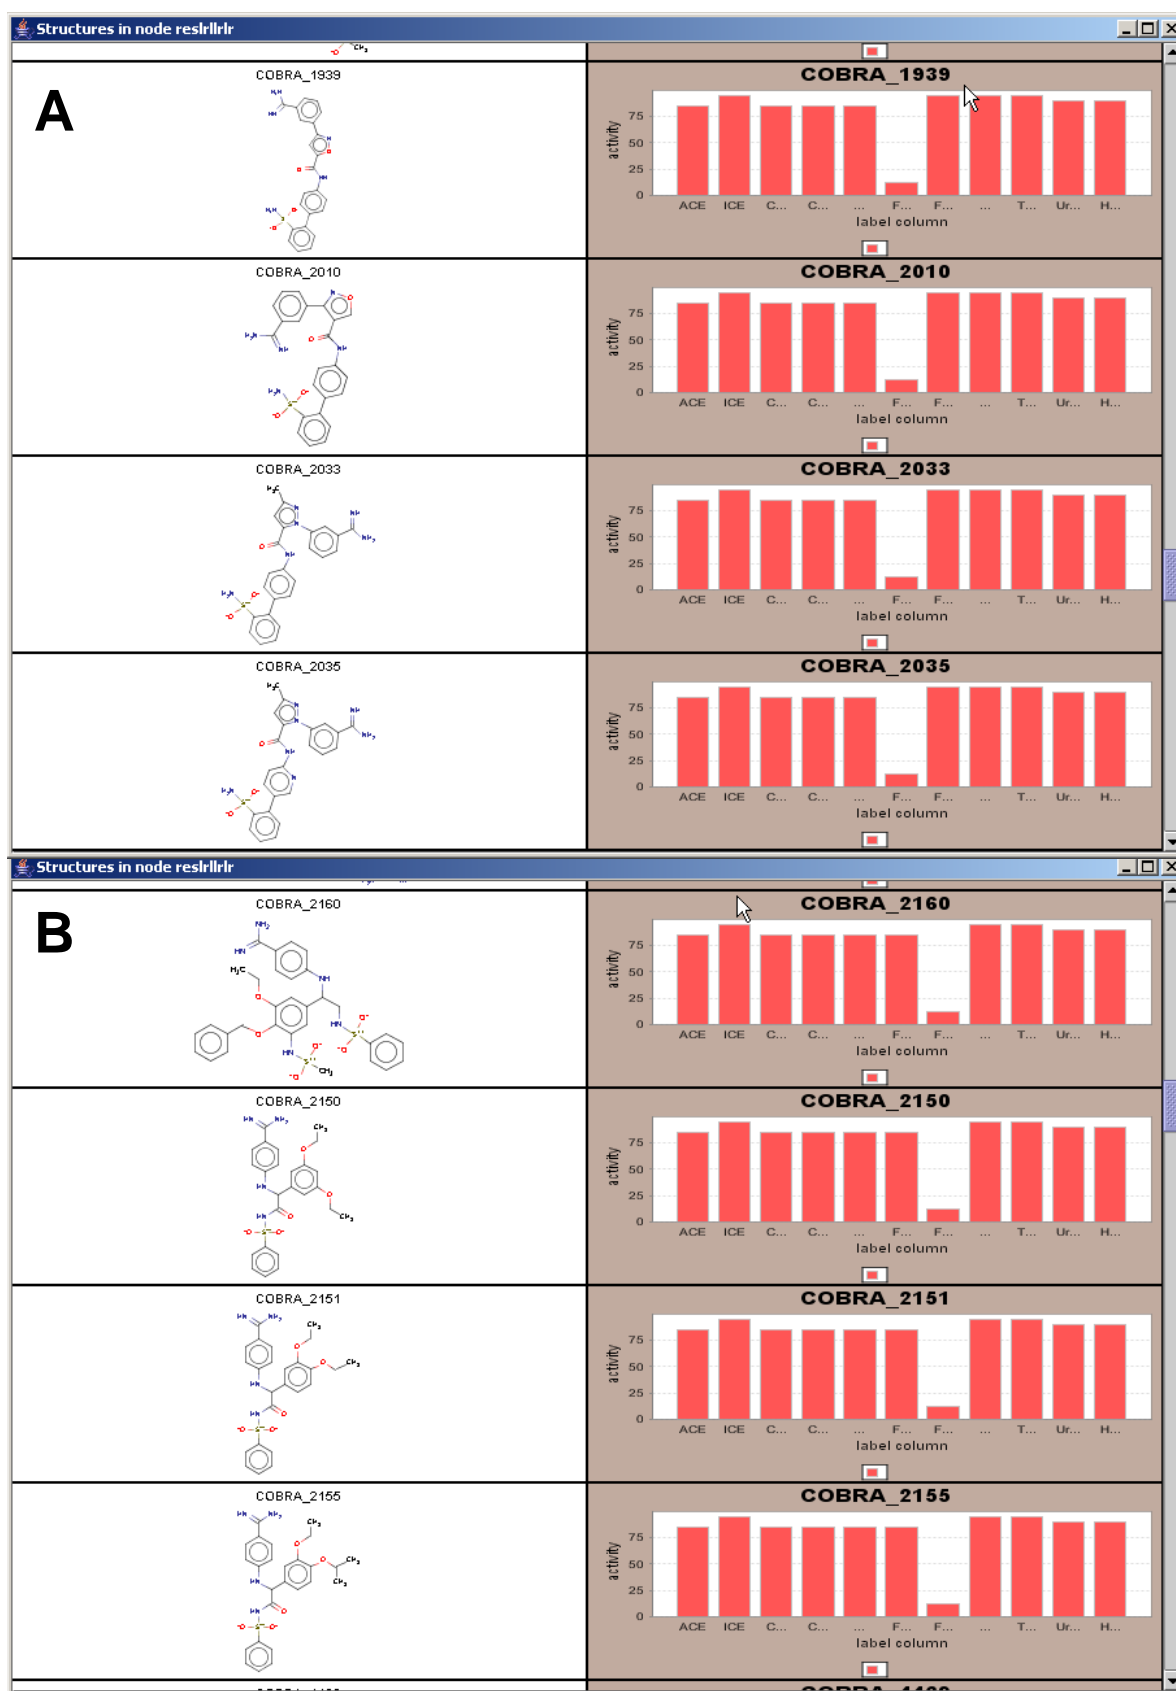 Structures in node reslrllrlr
A
COBRA_1939
COBRA_1939
activity
75
50
25
0
ACE ICE C... C... ... F... F... ... T... Ur... H...
label column
COBRA_2010
COBRA_2010
activity
75
50
25
0
ACE ICE C... C... ... F... F... ... T... Ur... H...
label column
COBRA_2033
COBRA_2033
activity
75
50
25
0
ACE ICE C... C... ... F... F... ... T... Ur... H...
label column
COBRA_2035
COBRA_2035
activity
75
50
25
0
ACE ICE C... C... ... F... F... ... T... Ur... H...
label column
Structures in node reslrllrlr
B
COBRA_2160
COBRA_2160
activity
75
50
25
0
ACE ICE C... C... ... F... F... ... T... Ur... H...
label column
COBRA_2150
COBRA_2150
activity
75
50
25
0
ACE ICE C... C... ... F... F... ... T... Ur... H...
label column
COBRA_2151
COBRA_2151
activity
75
50
25
0
ACE ICE C... C... ... F... F... ... T... Ur... H...
label column
COBRA_2155
COBRA_2155
activity
75
50
25
0
ACE ICE C... C... ... F... F... ... T... Ur... H...
label column